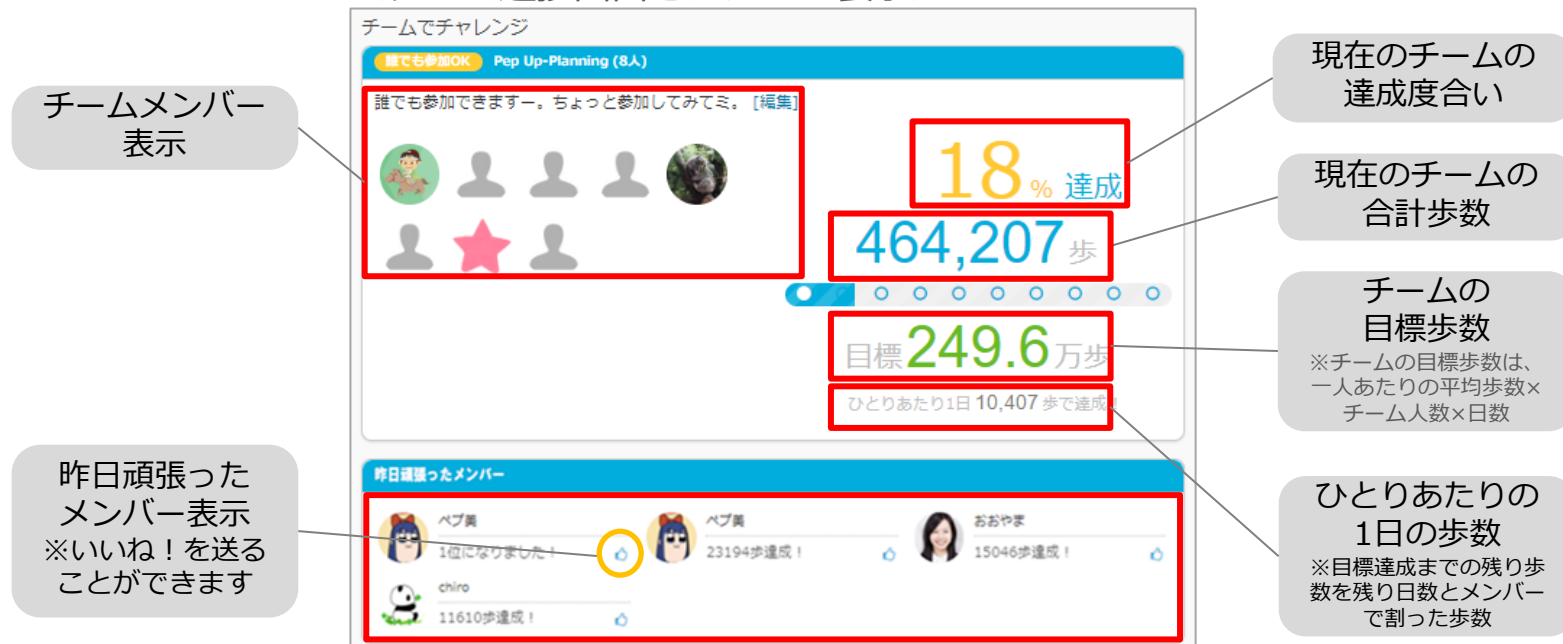 チームでチャレンジ
誰でも参加OK Pep Up-Planning (8人)
誰でも参加できますー。ちょっと参加してみてミ。 [編集]
18 % 達成
464,207 歩
目標 249.6 万歩
ひとりあたり1日 10,407 歩で達成！
昨日頑張ったメンバー
ペプ美
1位になりました！
ペプ美
23194歩達成！
おおやま
15046歩達成！
chiro
11610歩達成！
チームメンバー
表示
昨日頑張った
メンバー表示
※いいね！を送る
ことができます
現在のチームの
達成度合い
現在のチームの
合計歩数
チームの
目標歩数
※チームの目標歩数は、
一人あたりの平均歩数×
チーム人数×日数
ひとりあたりの
1日の歩数
※目標達成までの残り歩
数を残り日数とメンバー
で割った歩数